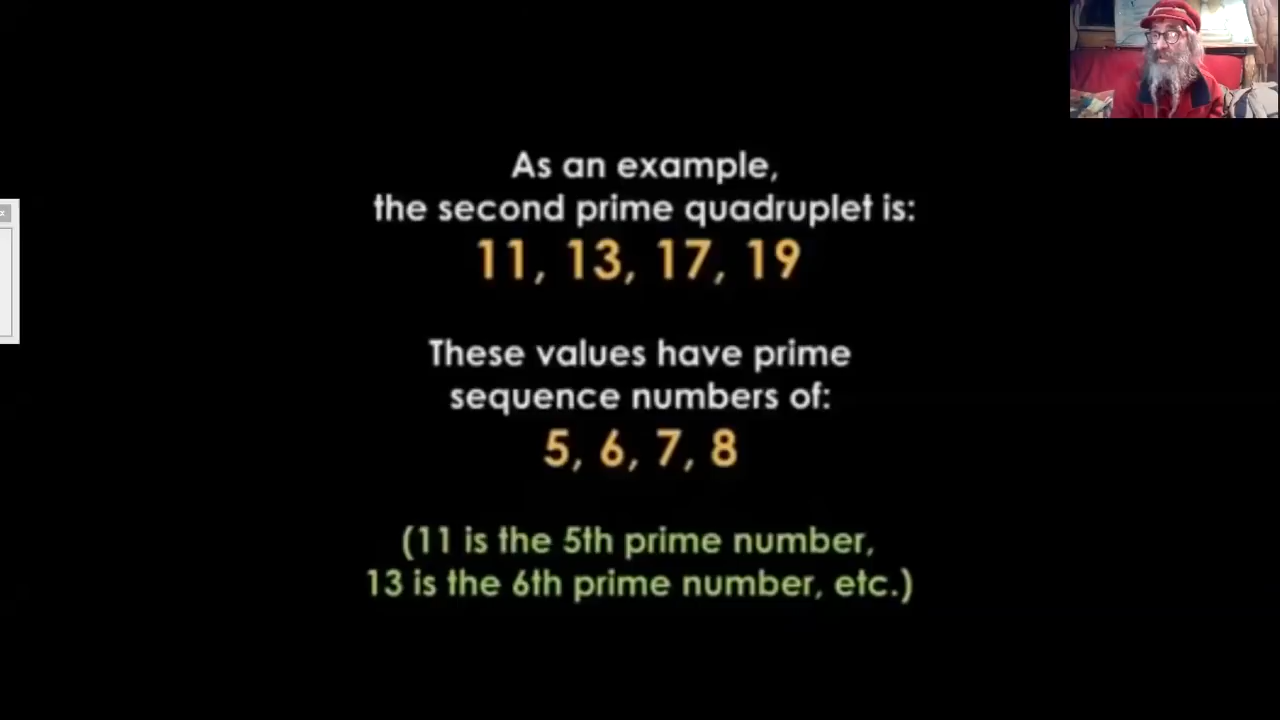 As an example,
the second prime quadruplet is:
11, 13, 17, 19
These values have prime
sequence numbers of:
5, 6, 7, 8
(11 is the 5th prime number,
13 is the 6th prime number, etc.)